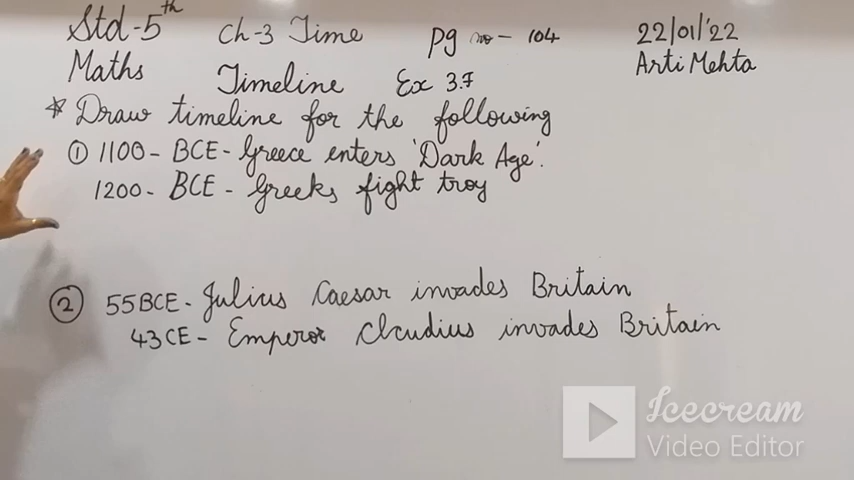 Std-5th Ch-3 Time pg no - 104 22/01/'22
Maths Timeline Ex 3.7 Arti Mehta
* Draw timeline for the following
① 1100 - BCE - Greece enters 'Dark Age'.
1200 - BCE - Greeks fight troy
② 55BCE - Julius Caesar invades Britain
43CE - Emperor Claudius invades Britain
Icecream
Video Editor